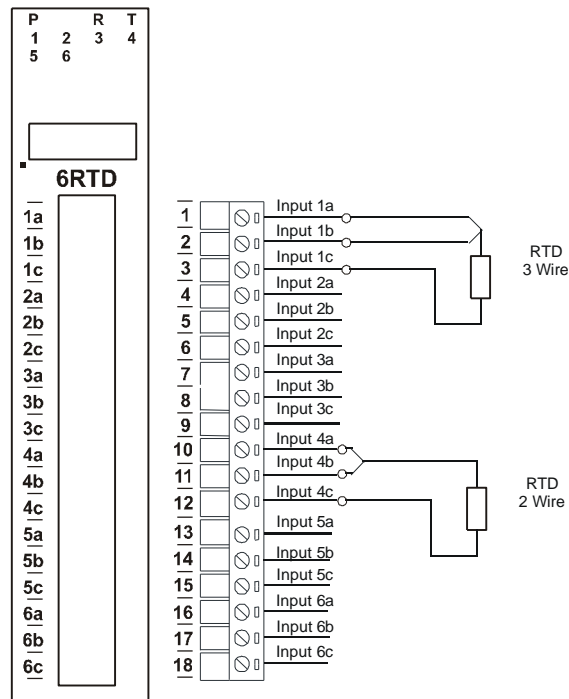 P R T
1 2 3 4
5 6
6RTD
1a
1b
1c
2a
2b
2c
3a
3b
3c
4a
4b
4c
5a
5b
5c
6a
6b
6c
1 Input 1a
2 Input 1b
3 Input 1c
4 Input 2a
5 Input 2b
6 Input 2c
7 Input 3a
8 Input 3b
9 Input 3c
10 Input 4a
11 Input 4b
12 Input 4c
13 Input 5a
14 Input 5b
15 Input 5c
16 Input 6a
17 Input 6b
18 Input 6c
RTD
3 Wire
RTD
2 Wire